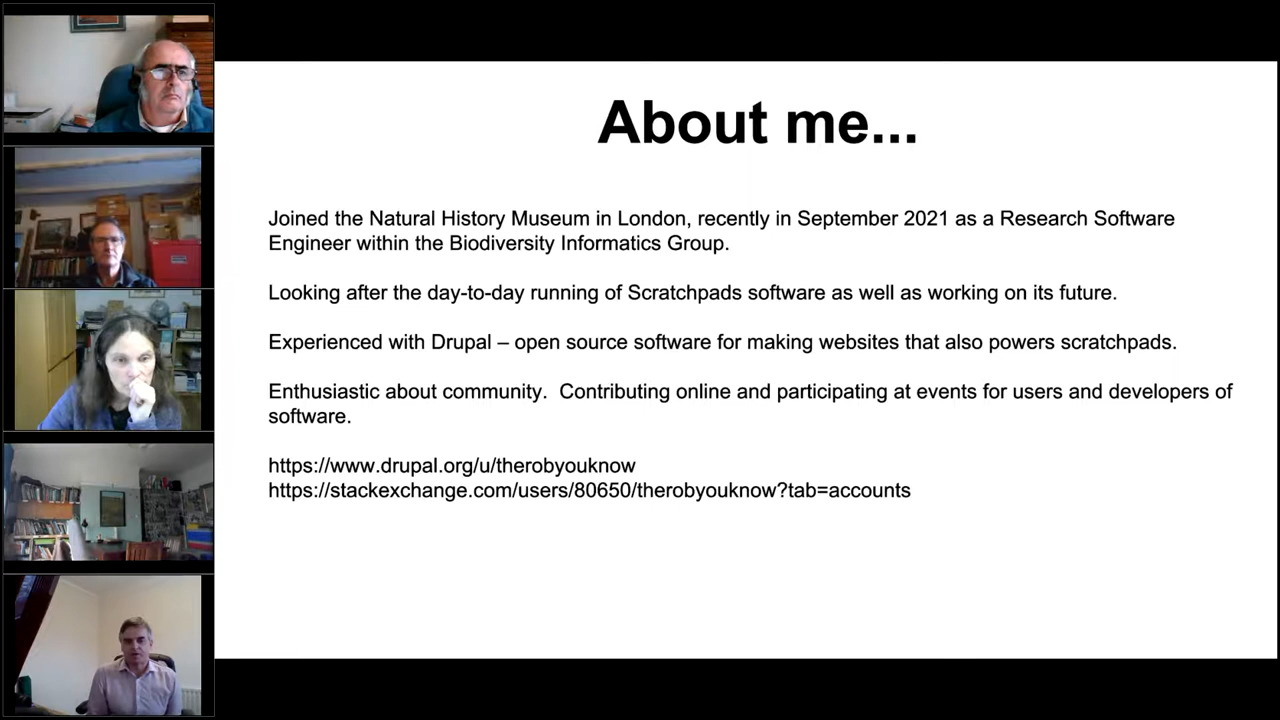 About me...
Joined the Natural History Museum in London, recently in September 2021 as a Research Software
Engineer within the Biodiversity Informatics Group.
Looking after the day-to-day running of Scratchpads software as well as working on its future.
Experienced with Drupal – open source software for making websites that also powers scratchpads.
Enthusiastic about community.  Contributing online and participating at events for users and developers of
software.
https://www.drupal.org/u/therobyouknow
https://stackexchange.com/users/80650/therobyouknow?tab=accounts